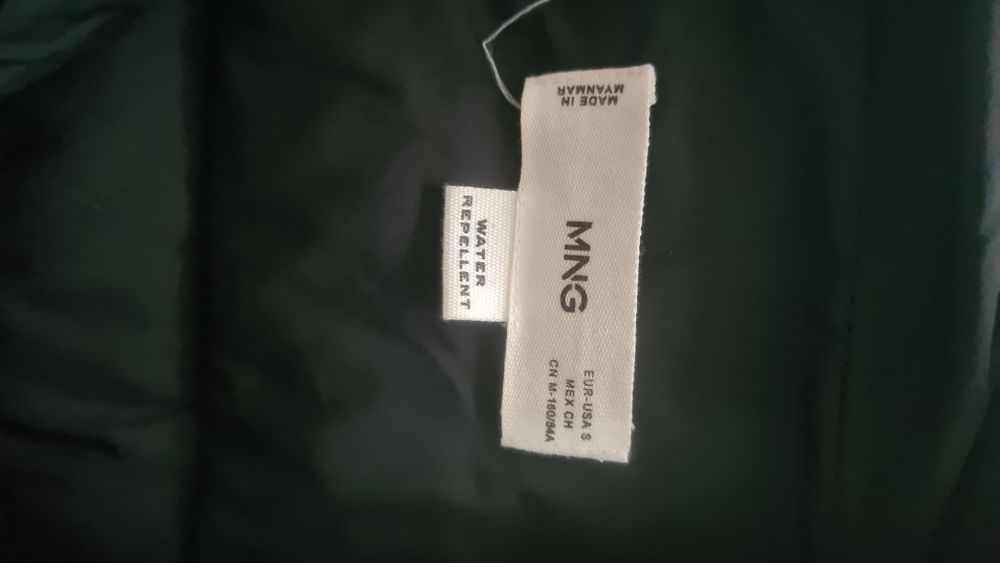 MADE IN
MYANMAR
MNG
EUR-USA S
MEX CH
CN M-160/84A
WATER
REPELLENT